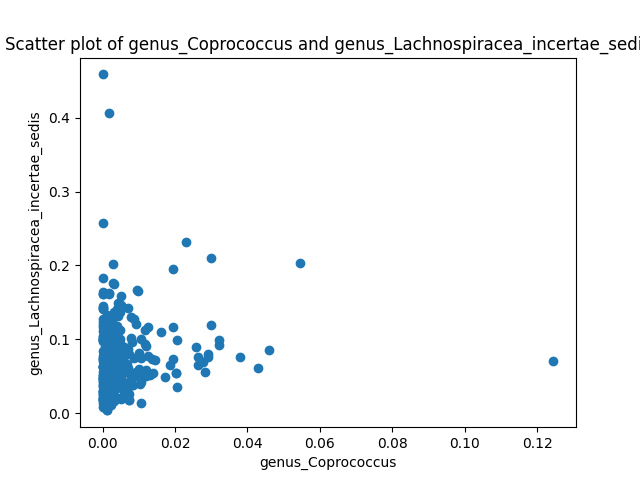 Scatter plot of genus_Coprococcus and genus_Lachnospiracea_incertae_sedi
0.4
0.3
0.2
0.1
0.0
genus_Lachnospiracea_incertae_sedis
0.00 0.02 0.04 0.06 0.08 0.10 0.12
genus_Coprococcus